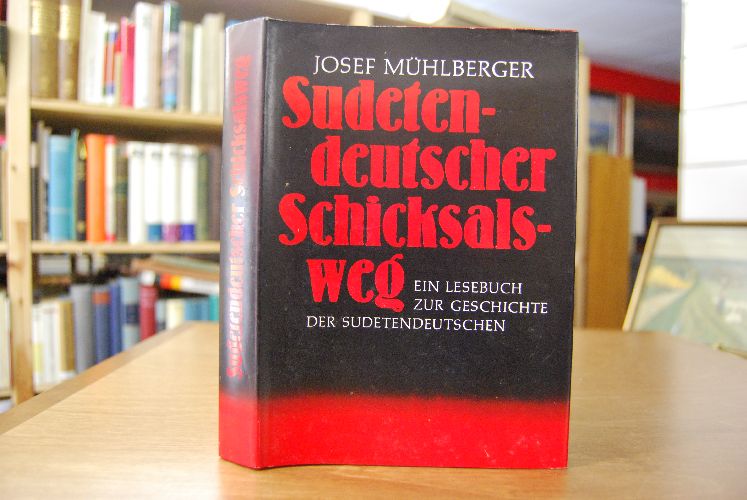 JOSEF MÜHLBERGER
Sudeten-
deutscher
Schicksals-
weg
EIN LESEBUCH
ZUR GESCHICHTE
DER SUDETENDEUTSCHEN
Sudetendeutscher Schicksalsweg